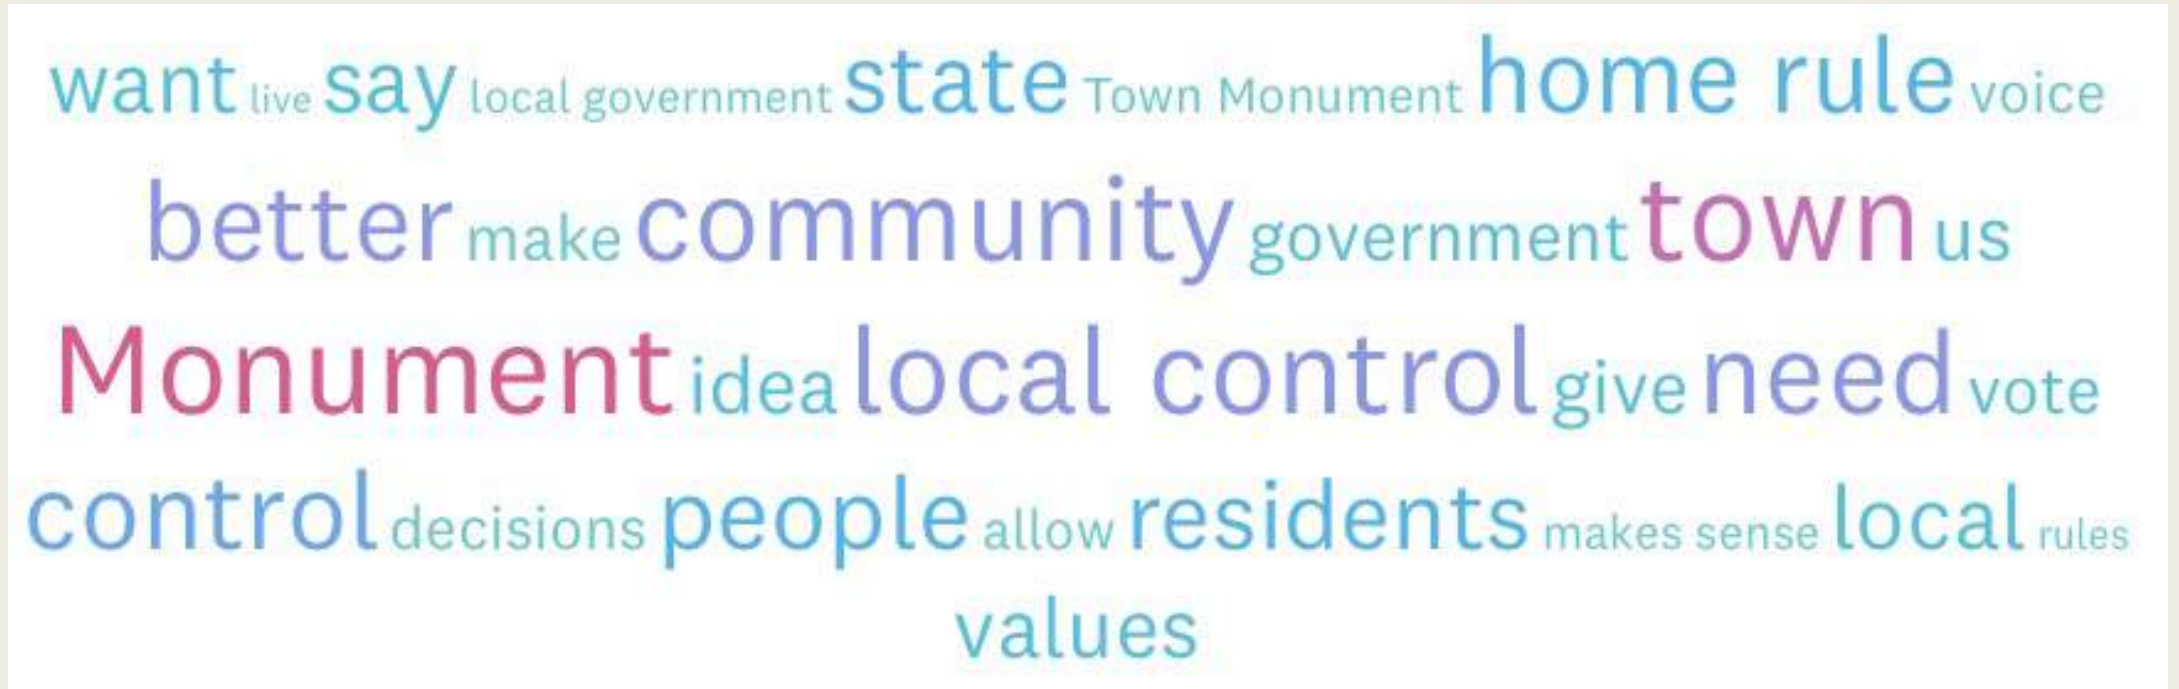 want live say local government state Town Monument home rule voice
better make community government town us
Monument idea local control give need vote
control decisions people allow residents makes sense local rules
values